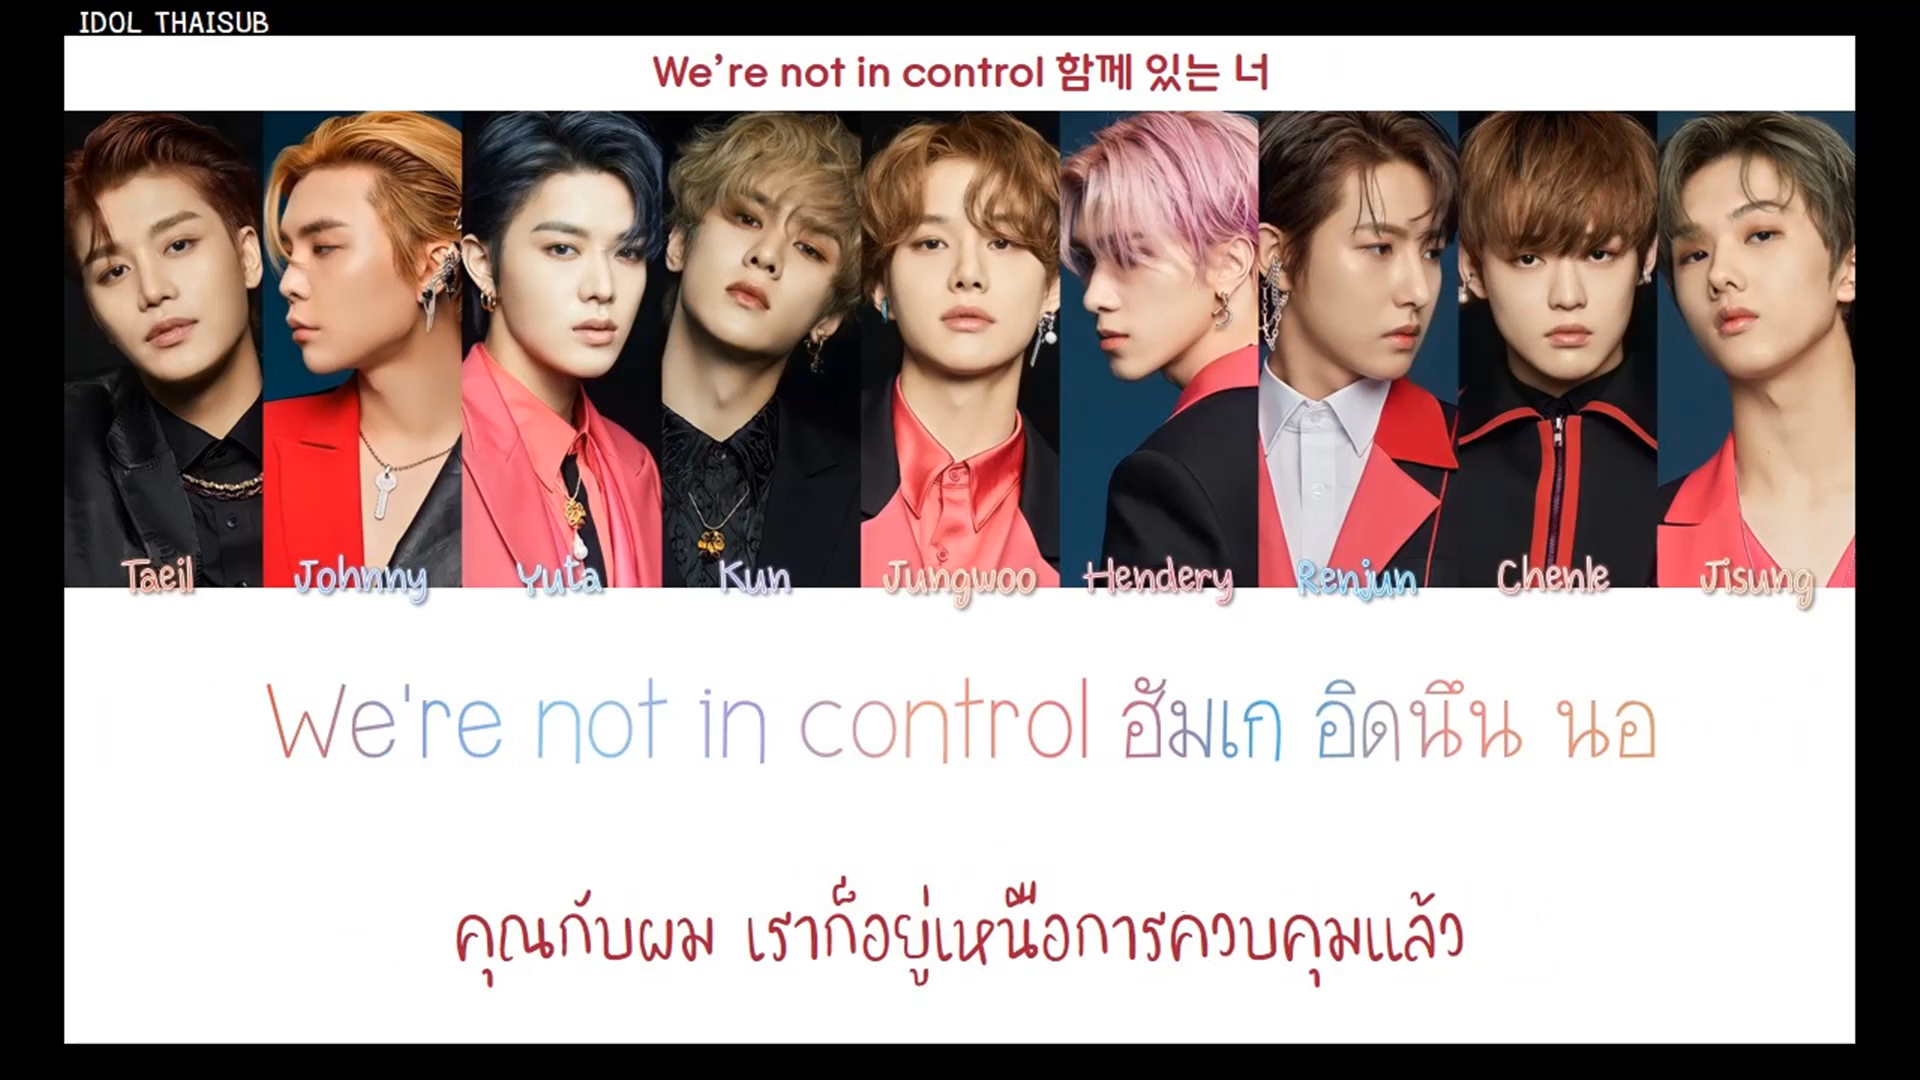 IDOL THAISUB
We're not in control 함께 있는 너
Taeil Johnny Yuta Kun Jungwoo Hendery Renjun Chenle Jisung
We're not in control ฮัมเก อิดนึน นอ
คุณกับผม เราก็อยู่เหนือการควบคุมแล้ว